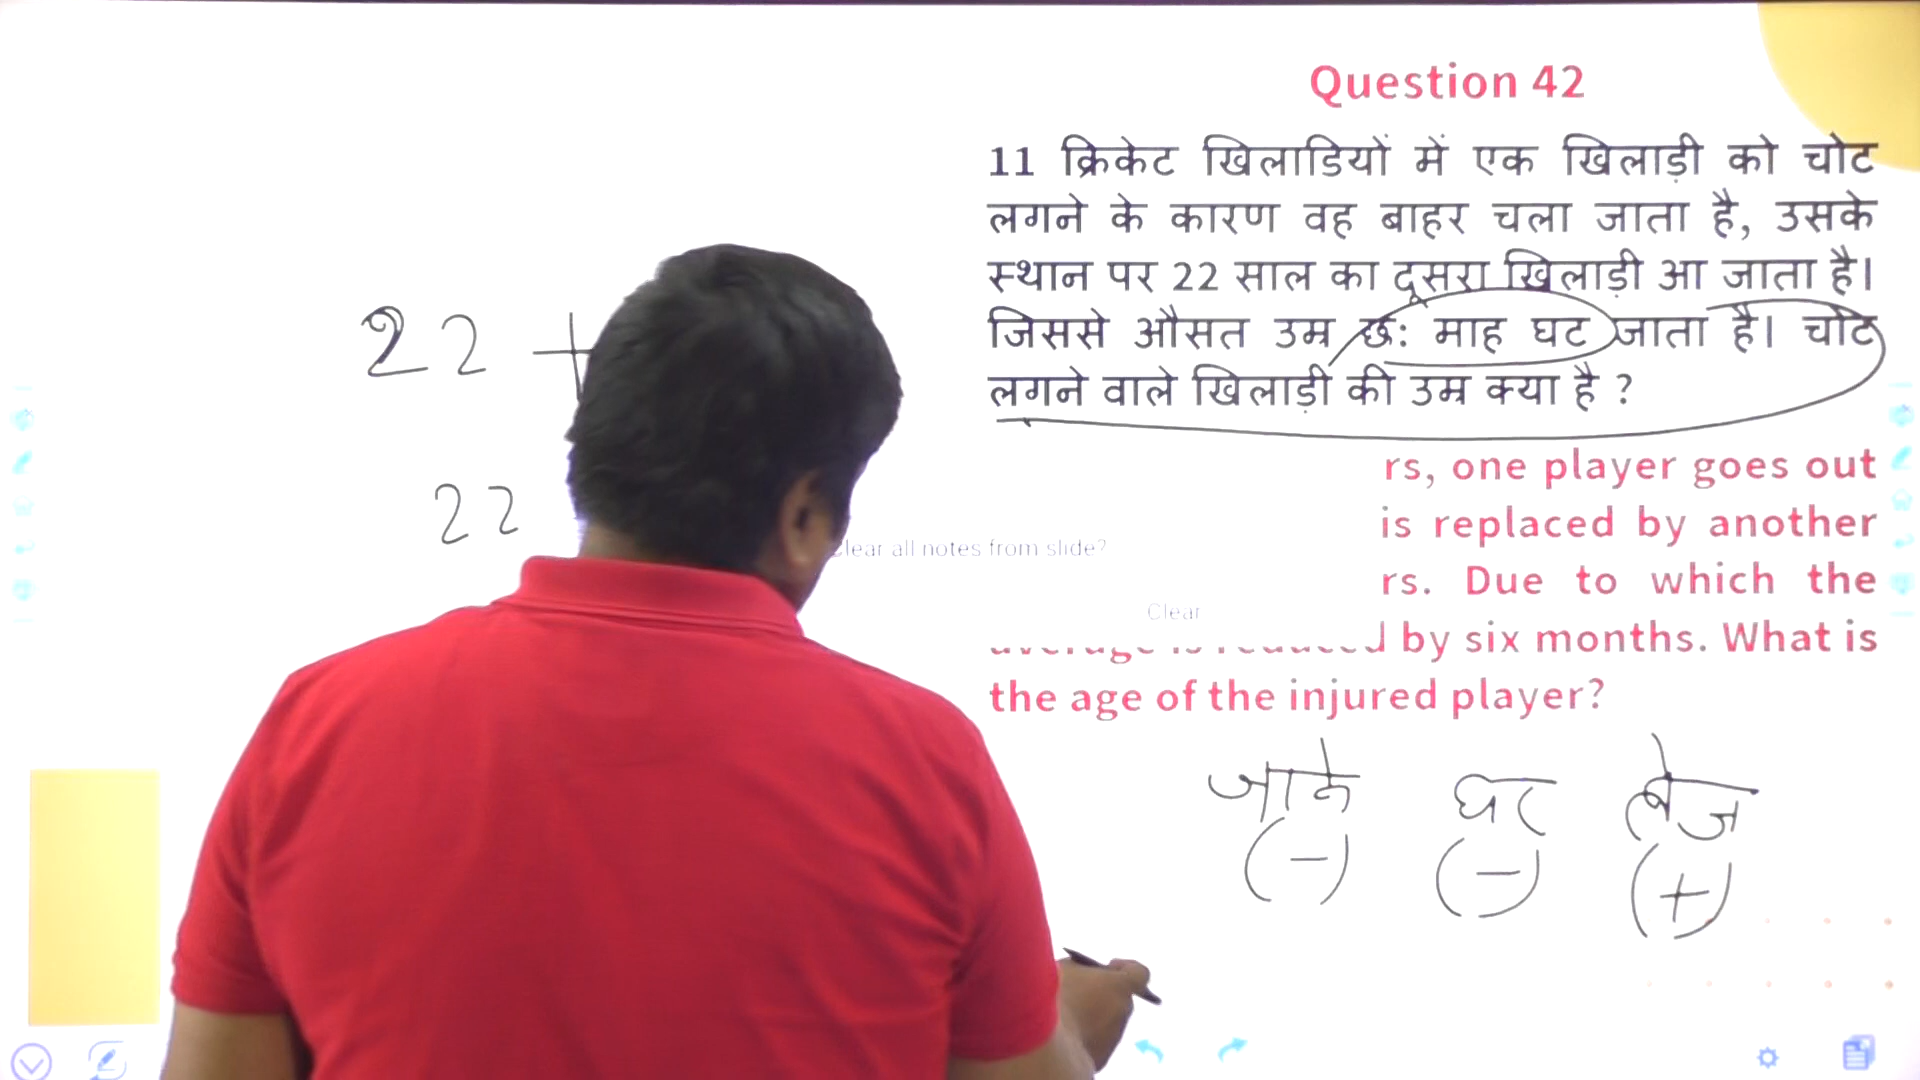 Question 42
11 क्रिकेट खिलाडियों में एक खिलाड़ी को चोट
लगने के कारण वह बाहर चला जाता है, उसके
स्थान पर 22 साल का दूसरा खिलाड़ी आ जाता है।
जिससे औसत उम्र छः माह घट जाता है। चोट
लगने वाले खिलाड़ी की उम्र क्या है ?
22 +
22
rs, one player goes out
is replaced by another
Clear all notes from slide?
rs. Due to which the
Clear
by six months. What is
the age of the injured player?
जाके घर
(-) (-) (+)